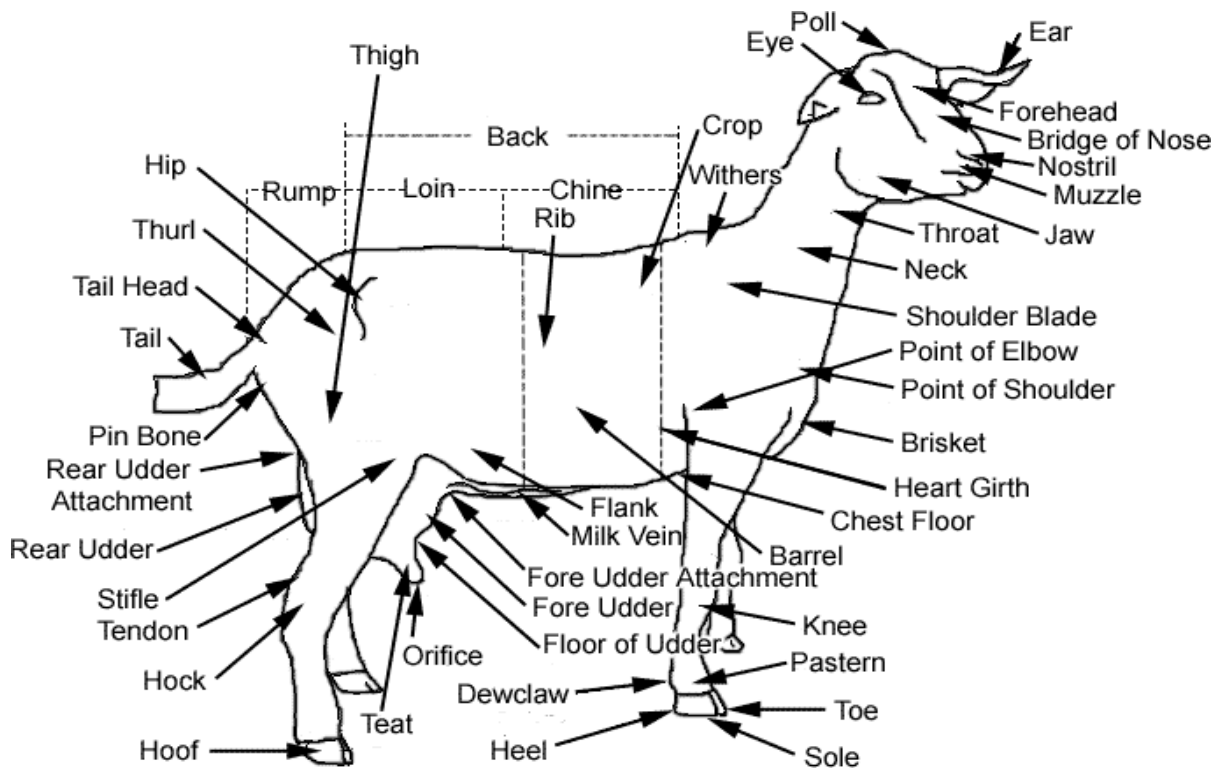 Poll
Ear
Eye
Thigh
Forehead
Bridge of Nose
Back
Crop
Nostril
Hip
Withers
Muzzle
Rump
Loin
Chine
Rib
Thurl
Throat
Jaw
Neck
Tail Head
Shoulder Blade
Tail
Point of Elbow
Point of Shoulder
Pin Bone
Brisket
Rear Udder
Attachment
Heart Girth
Flank
Chest Floor
Milk Vein
Rear Udder
Barrel
Fore Udder Attachment
Stifle
Fore Udder
Knee
Tendon
Floor of Udder
Orifice
Pastern
Hock
Dewclaw
Teat
Toe
Hoof
Heel
Sole